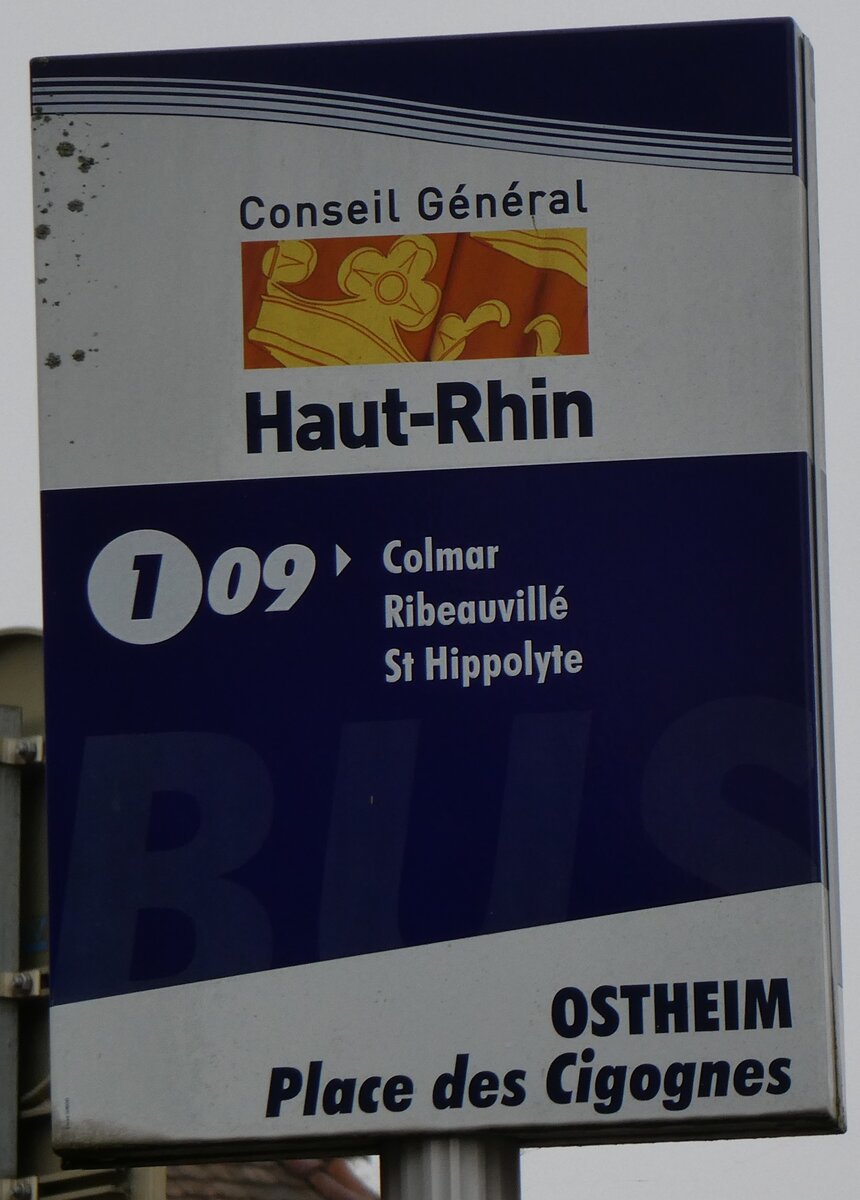 Conseil Général
Haut-Rhin
109 Colmar
Ribeauvillé
St Hippolyte
BUS
OSTHEIM
Place des Cigognes